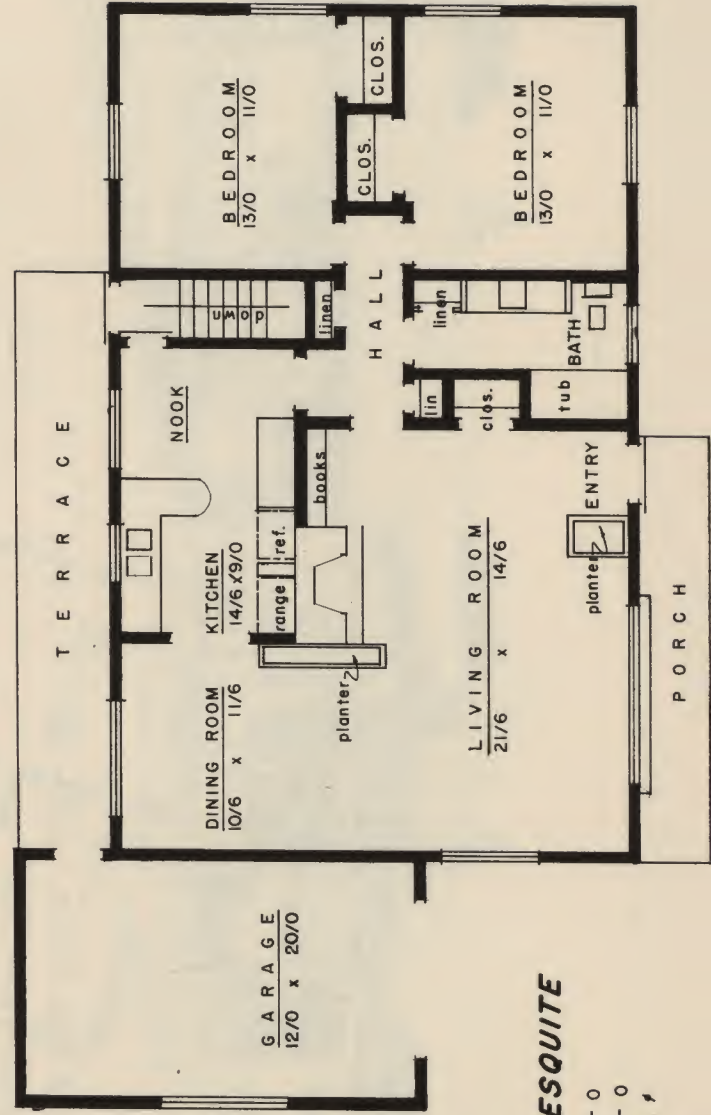 TERRACE
BEDROOM
13/0 x 11/0
down
NOOK
linen
CLOS.
CLOS.
HALL
KITCHEN
14/6 x 9/0
ref.
range
books
DINING ROOM
10/6 x 11/6
planter
GARAGE
12/0 x 20/0
LIVING ROOM
21/6 x 14/6
lin
clos.
linen
BATH
tub
BEDROOM
13/0 x 11/0
ENTRY
planter
PORCH
ESQUITE